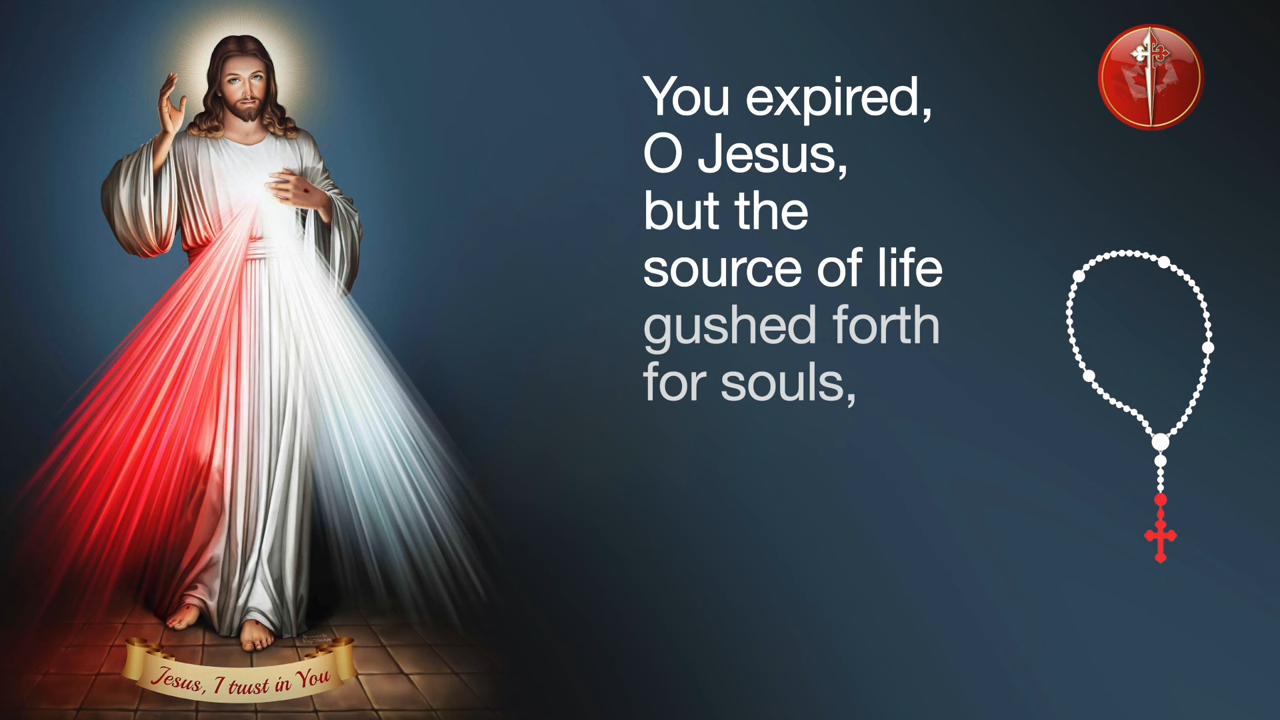 You expired,
O Jesus,
but the
source of life
gushed forth
for souls,
Jesus, I trust in You